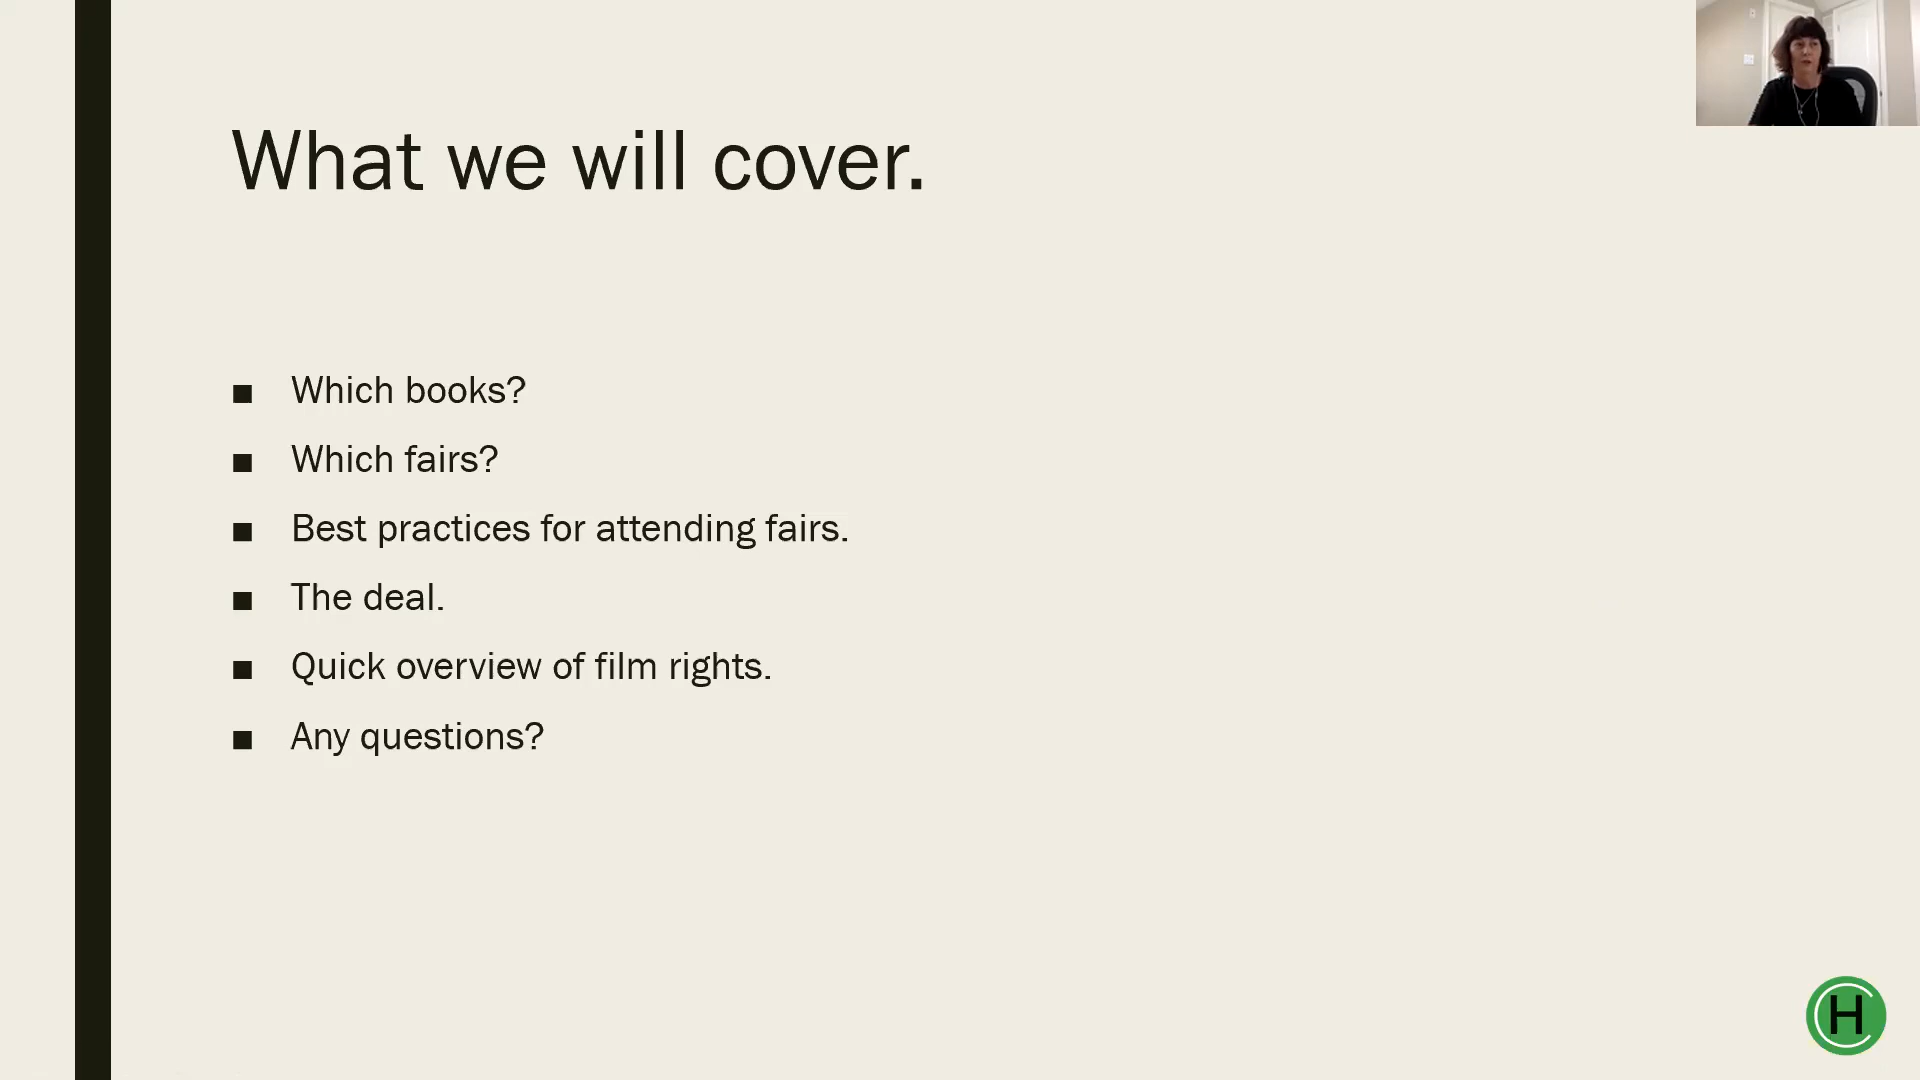 What we will cover.
■ Which books?
■ Which fairs?
■ Best practices for attending fairs.
■ The deal.
■ Quick overview of film rights.
■ Any questions?
CH